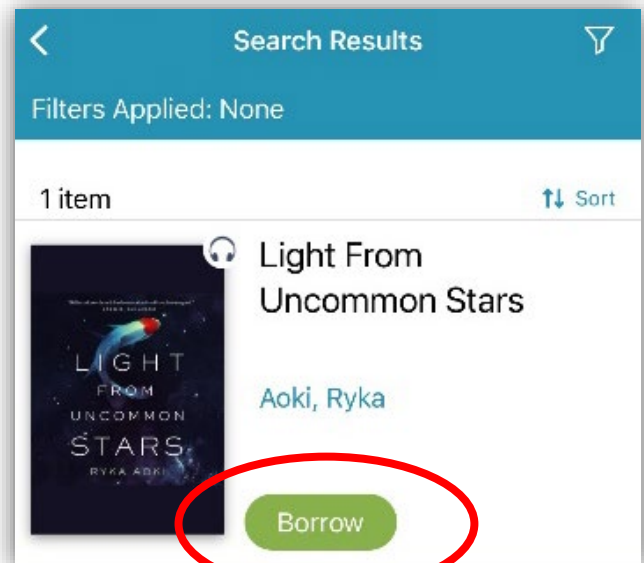 Search Results
Filters Applied: None
1 item
Sort
Light From
Uncommon Stars
Aoki, Ryka
Borrow
LIGHT
FROM
UNCOMMON
STARS
RYKA AOKI